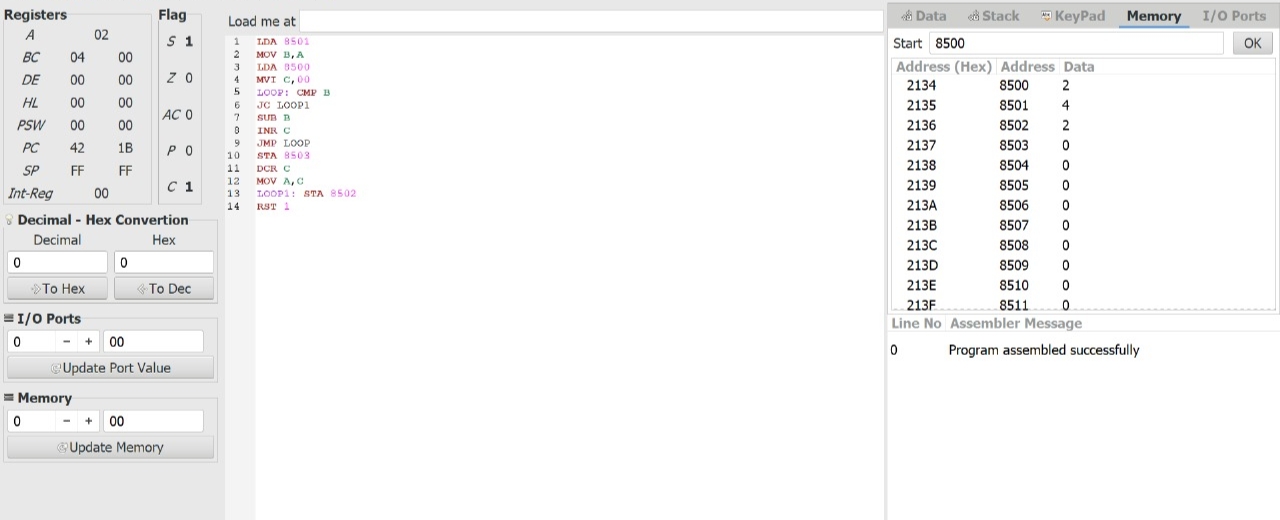 Registers
A 02
BC 04 00
DE 00 00
HL 00 00
PSW 00 00
PC 42 1B
SP FF FF
Int-Reg 00
Flag
S 1
Z 0
AC 0
P 0
C 1
Decimal - Hex Convertion
Decimal Hex
0 0
To Hex To Dec
I/O Ports
0 − + 00
Update Port Value
Memory
0 − + 00
Update Memory
Load me at
1 LDA 8501
2 MOV B,A
3 LDA 8500
4 MVI C,00
5 LOOP: CMP B
6 JC LOOP1
7 SUB B
8 INR C
9 JMP LOOP
10 STA 8503
11 DCR C
12 MOV A,C
13 LOOP1: STA 8502
14 RST 1
Data Stack KeyPad Memory I/O Ports
Start 8500 OK
Address (Hex) Address Data
2134 8500 2
2135 8501 4
2136 8502 2
2137 8503 0
2138 8504 0
2139 8505 0
213A 8506 0
213B 8507 0
213C 8508 0
213D 8509 0
213E 8510 0
213F 8511 0
Line No Assembler Message
0 Program assembled successfully